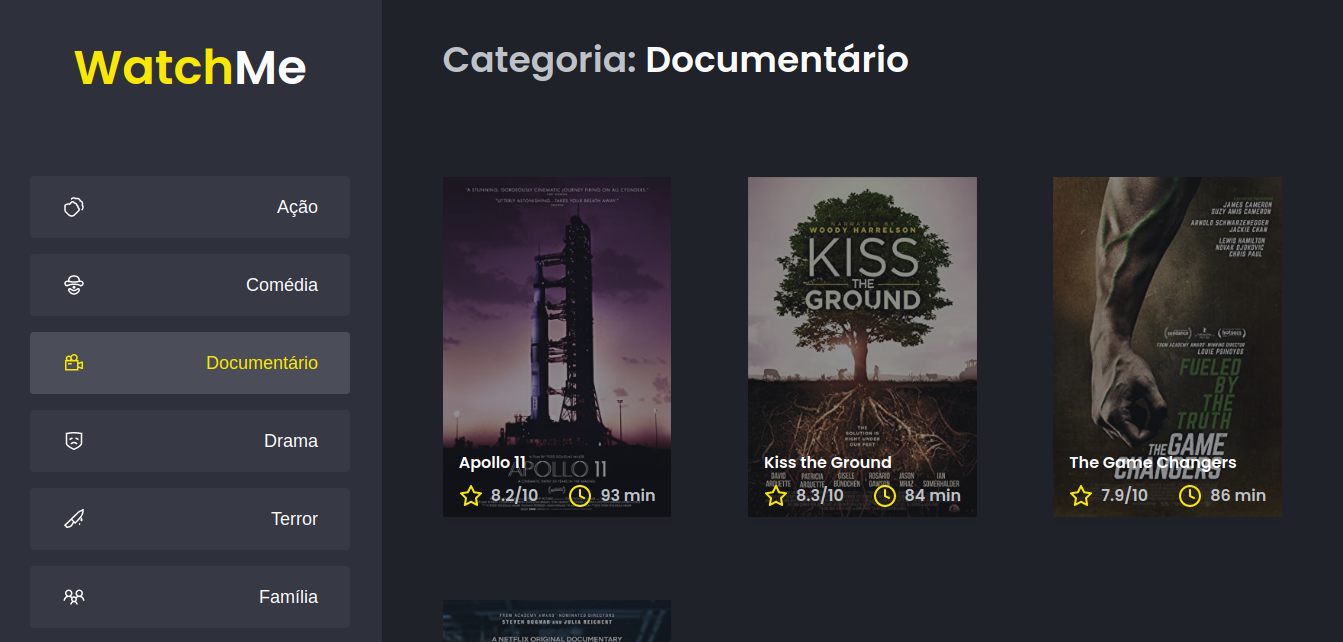 WatchMe
Ação
Comédia
Documentário
Drama
Terror
Família
Categoria: Documentário
"A STUNNING, GORGEOUSLY CINEMATIC JOURNEY FIRING ON ALL CYLINDERS."
"UTTERLY ASTONISHING... TAKES YOUR BREATH AWAY."
APOLLO 11
Apollo 11
8.2/10
93 min
NARRATED BY
WOODY HARRELSON
KISS
THE
GROUND
THE
SOLUTION IS
RIGHT UNDER
OUR FEET
DAVID ARQUETTE
PATRICIA ARQUETTE
GISELE BÜNDCHEN
ROSARIO DAWSON
JASON MRAZ
IAN SOMERHALDER
Kiss the Ground
8.3/10
84 min
JAMES CAMERON
SUZY AMIS CAMERON
ARNOLD SCHWARZENEGGER
JACKIE CHAN
LEWIS HAMILTON
NOVAK DJOKOVIC
CHRIS PAUL
sundance
hotdocs
FROM ACADEMY AWARD WINNING DIRECTOR
LOUIE PSIHOYOS
FUELED
BY
THE
TRUTH
THE GAME
CHANGERS
The Game Changers
7.9/10
86 min
FROM ACADEMY AWARD NOMINATED DIRECTORS
STEVEN BOGNAR AND JULIA REICHERT
A NETFLIX ORIGINAL DOCUMENTARY